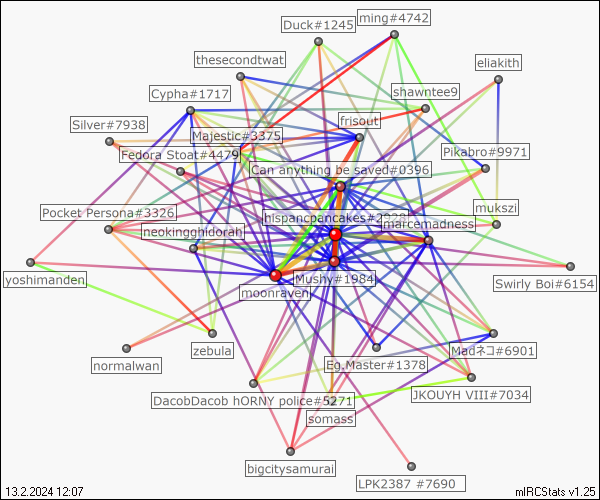 ming#4742
Duck#1245
thesecondtwat
eliakith
Cypha#1717
shawntee9
Silver#7938
frisout
Majestic#3375
Fedora Stoat#4479
Pikabro#9971
Can anything be saved#0396
Pocket Persona#3326
mukszi
hispancpancakes#2928
marcemadness
neokingghidorah
yoshimanden
Mushy#1984
Swirly Boi#6154
moonraven
zebula
Madネコ#6901
normalwan
Eg.Master#1378
JKOUYH VIII#7034
DacobDacob hORNY police#5271
somass
bigcitysamurai
LPK2387 #7690
13.2.2024 12:07
mIRCStats v1.25